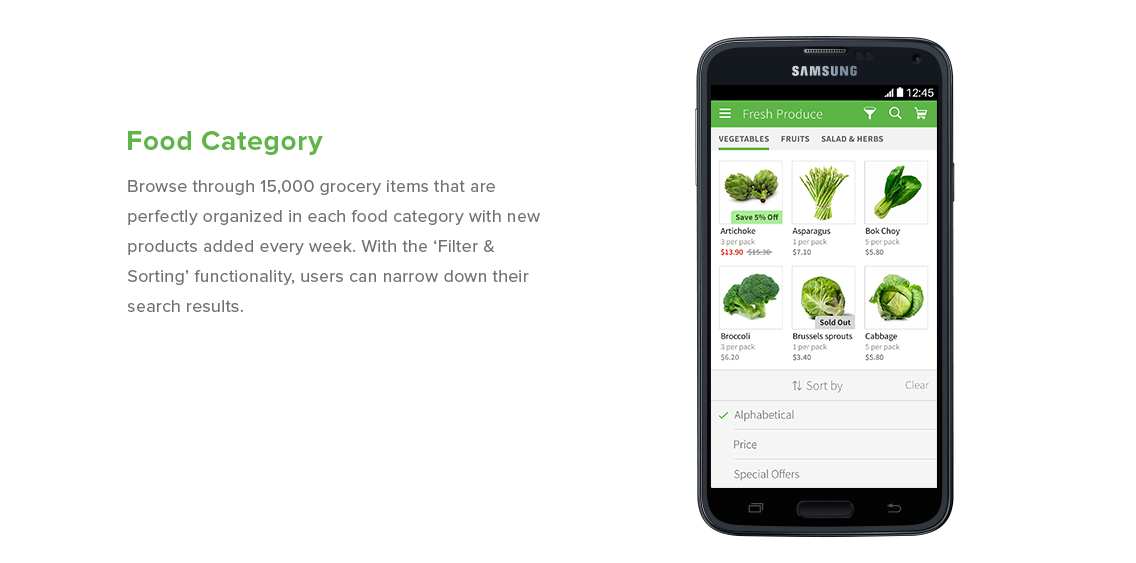 Food Category
Browse through 15,000 grocery items that are
perfectly organized in each food category with new
products added every week. With the ‘Filter &
Sorting’ functionality, users can narrow down their
search results.
SAMSUNG
12:45
Fresh Produce
VEGETABLES FRUITS SALAD & HERBS
Save 5% Off
Artichoke Asparagus Bok Choy
3 per pack 1 per pack 5 per pack
$13.90 $15.30 $7.10 $5.80
Sold Out
Broccoli Brussels sprouts Cabbage
3 per pack 1 per pack 5 per pack
$6.20 $3.40 $5.80
Sort by Clear
Alphabetical
Price
Special Offers